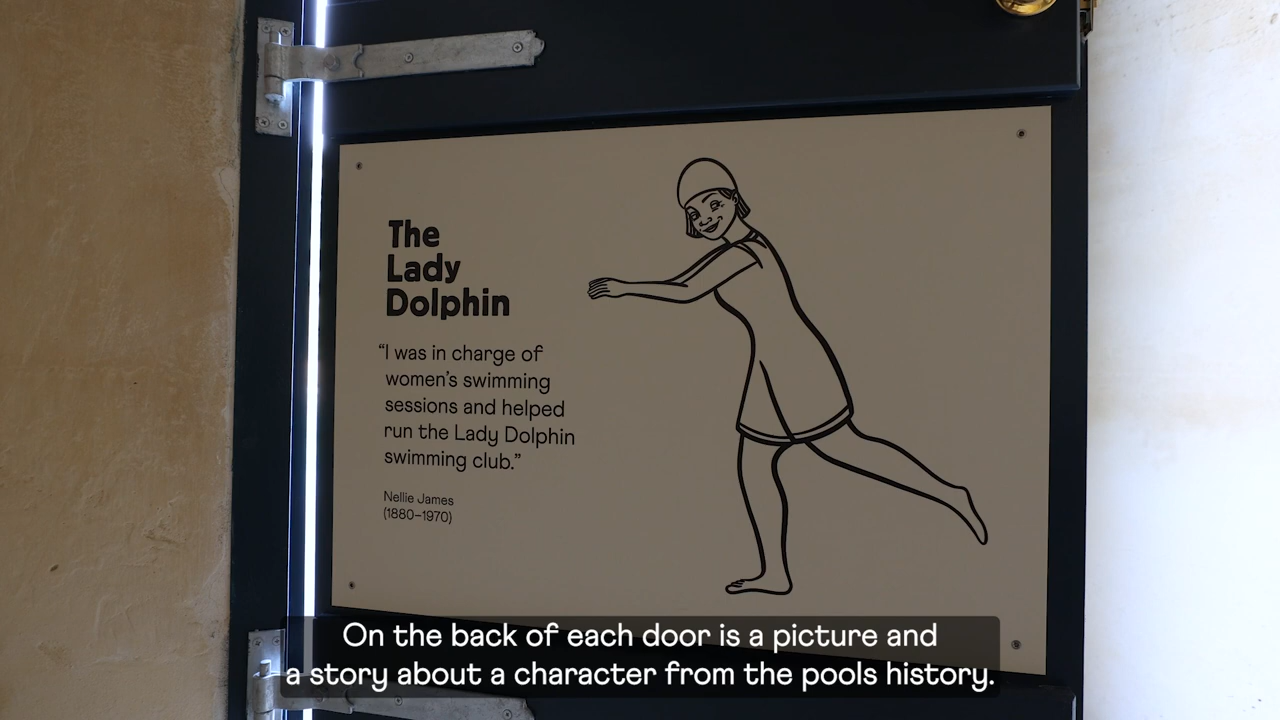 The
Lady
Dolphin
“I was in charge of
women’s swimming
sessions and helped
run the Lady Dolphin
swimming club.”
Nellie James
(1880–1970)
On the back of each door is a picture and
a story about a character from the pools history.